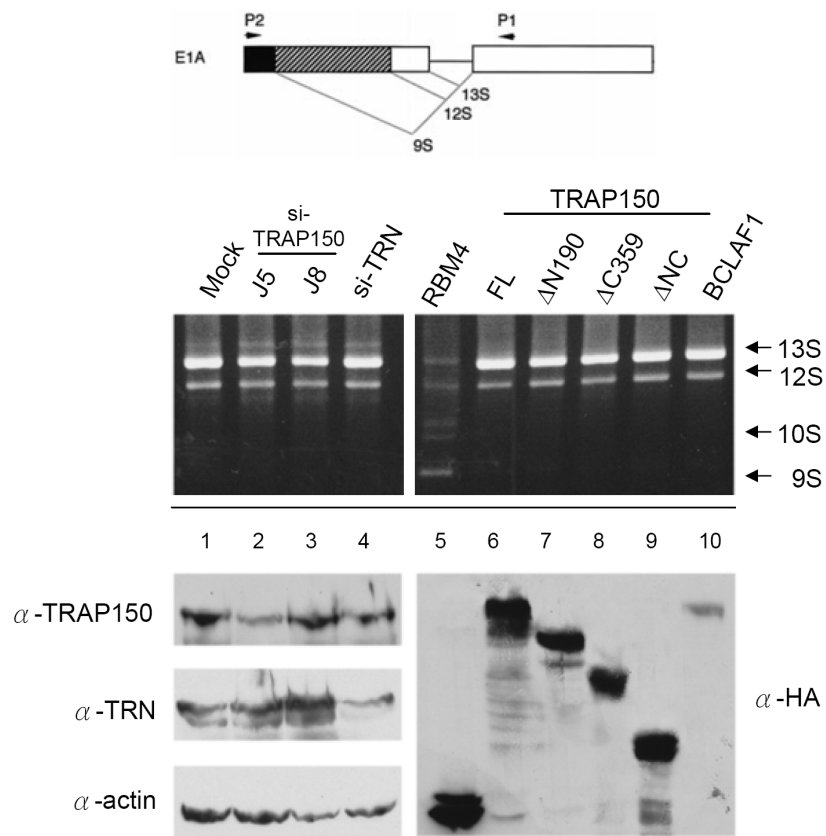 P2
P1
E1A
13S
12S
9S
TRAP150
si-
TRAP150
Mock
J5
J8
si-TRN
RBM4
FL
ΔN190
ΔC359
ΔNC
BCLAF1
13S
12S
10S
9S
1 2 3 4 5 6 7 8 9 10
α-TRAP150
α-TRN
α-HA
α-actin